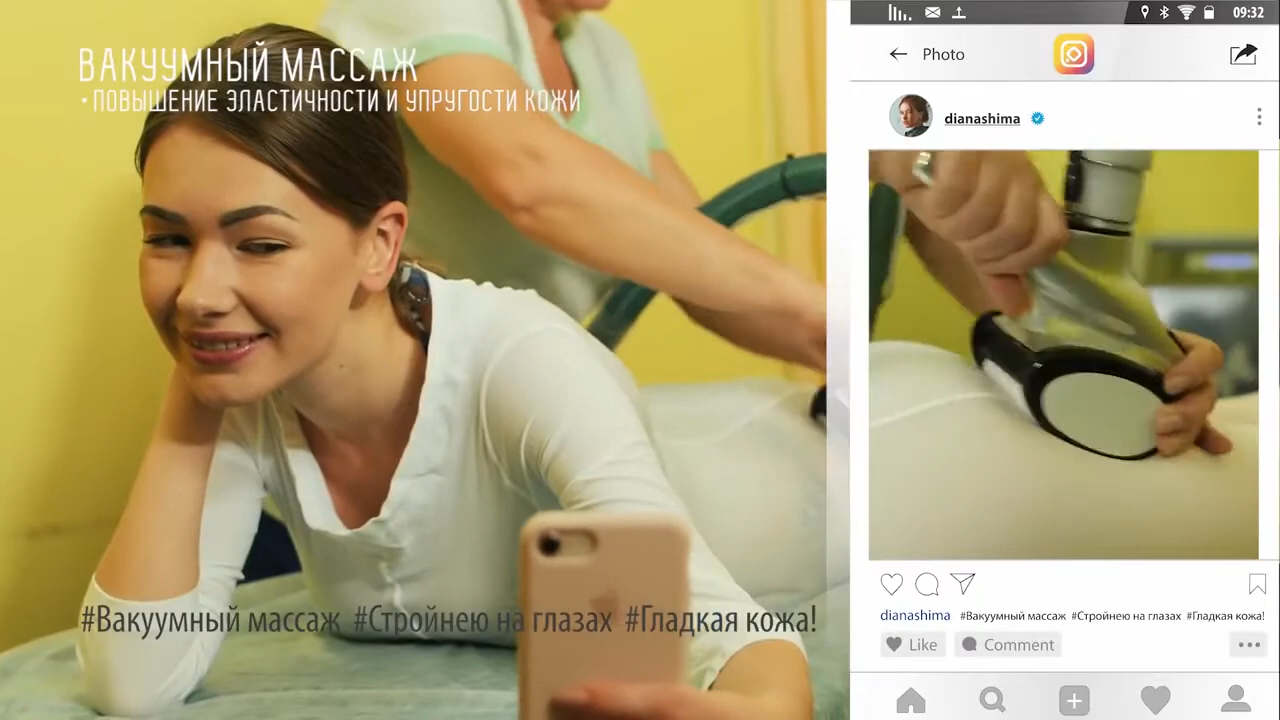 ВАКУУМНЫЙ МАССАЖ
• ПОВЫШЕНИЕ ЭЛАСТИЧНОСТИ И УПРУГОСТИ КОЖИ
#Вакуумный массаж #Стройнею на глазах #Гладкая кожа!
09:32
Photo
dianashima
dianashima #Вакуумный массаж #Стройнею на глазах #Гладкая кожа!
Like Comment